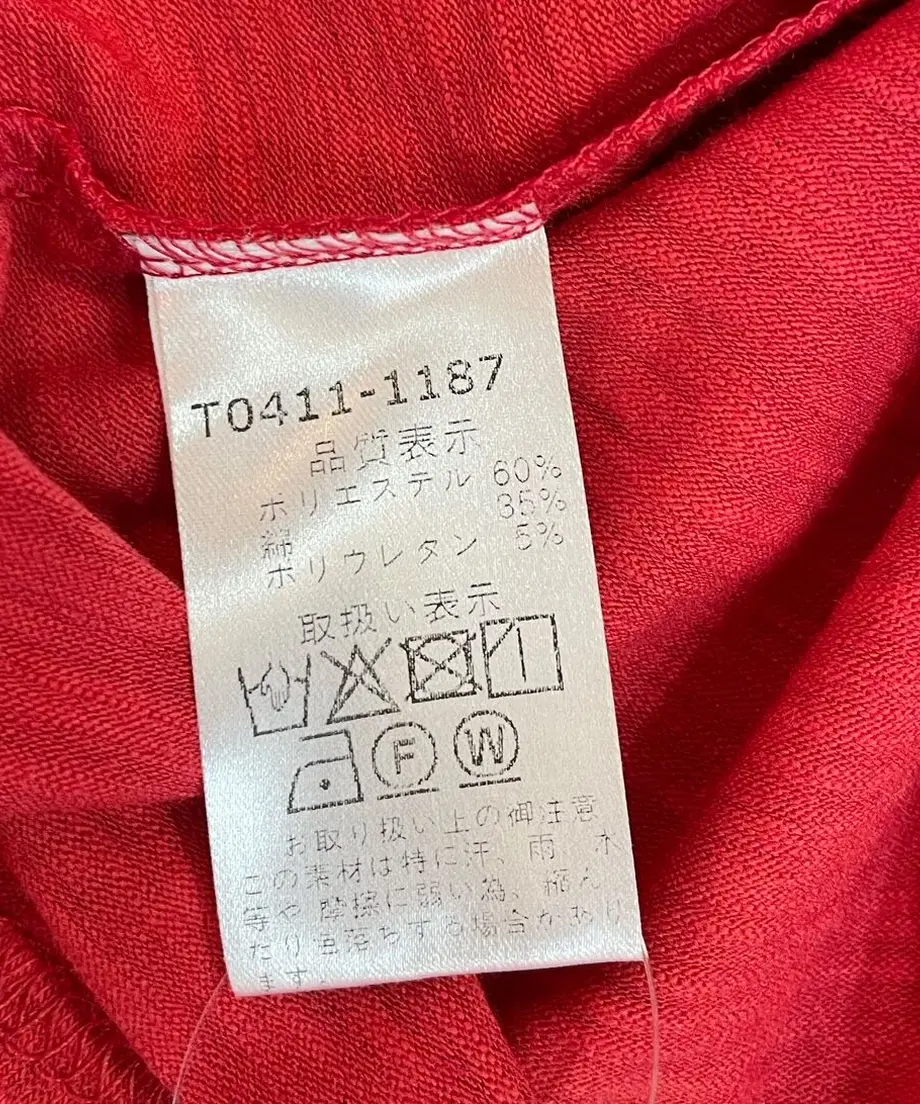 T0411-1187
品質表示
ポリエステル 60%
綿 35%
ポリウレタン 5%
取扱い表示
F W
お取り扱い上の御注意
この素材は特に汗、雨、水
等や摩擦に弱い為、縮ん
だり色落ちする場合があり
ます